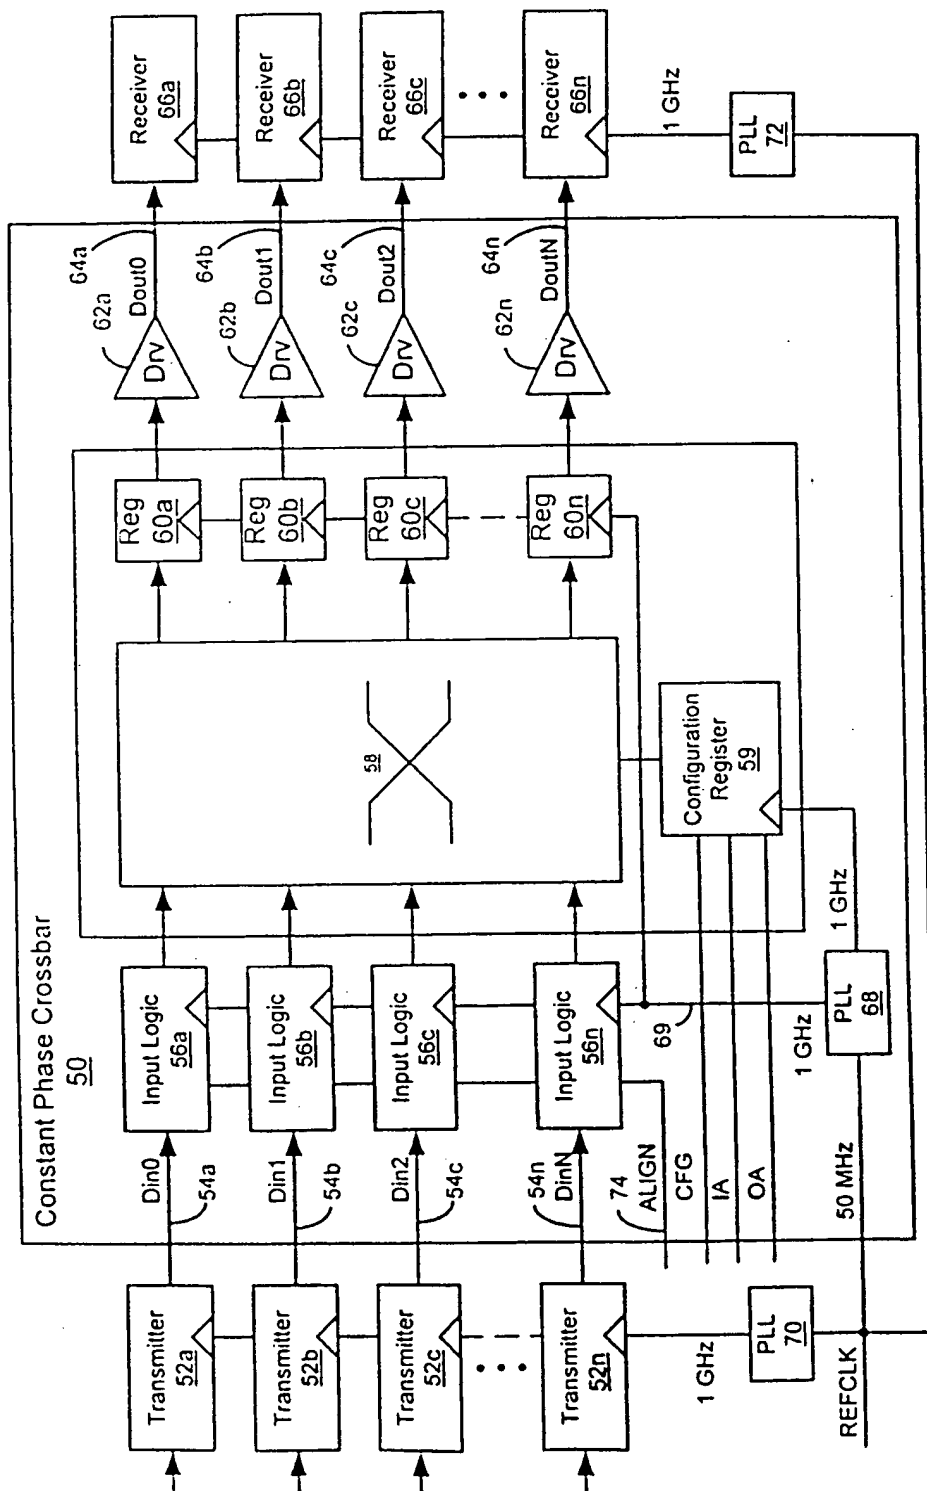 Constant Phase Crossbar
50
Transmitter
52a
Din0
54a
Input Logic
56a
Reg
60a
62a
Drv
Dout0
64a
Receiver
66a
Transmitter
52b
Din1
54b
Input Logic
56b
Reg
60b
62b
Drv
Dout1
64b
Receiver
66b
Transmitter
52c
Din2
54c
Input Logic
56c
58
Reg
60c
62c
Drv
Dout2
64c
Receiver
66c
Transmitter
52n
54n
DinN
Input Logic
56n
Reg
60n
62n
Drv
DoutN
64n
Receiver
66n
74
ALIGN
CFG
IA
OA
69
Configuration
Register
59
1 GHz
PLL
70
1 GHz
PLL
68
1 GHz
1 GHz
PLL
72
50 MHz
REFCLK